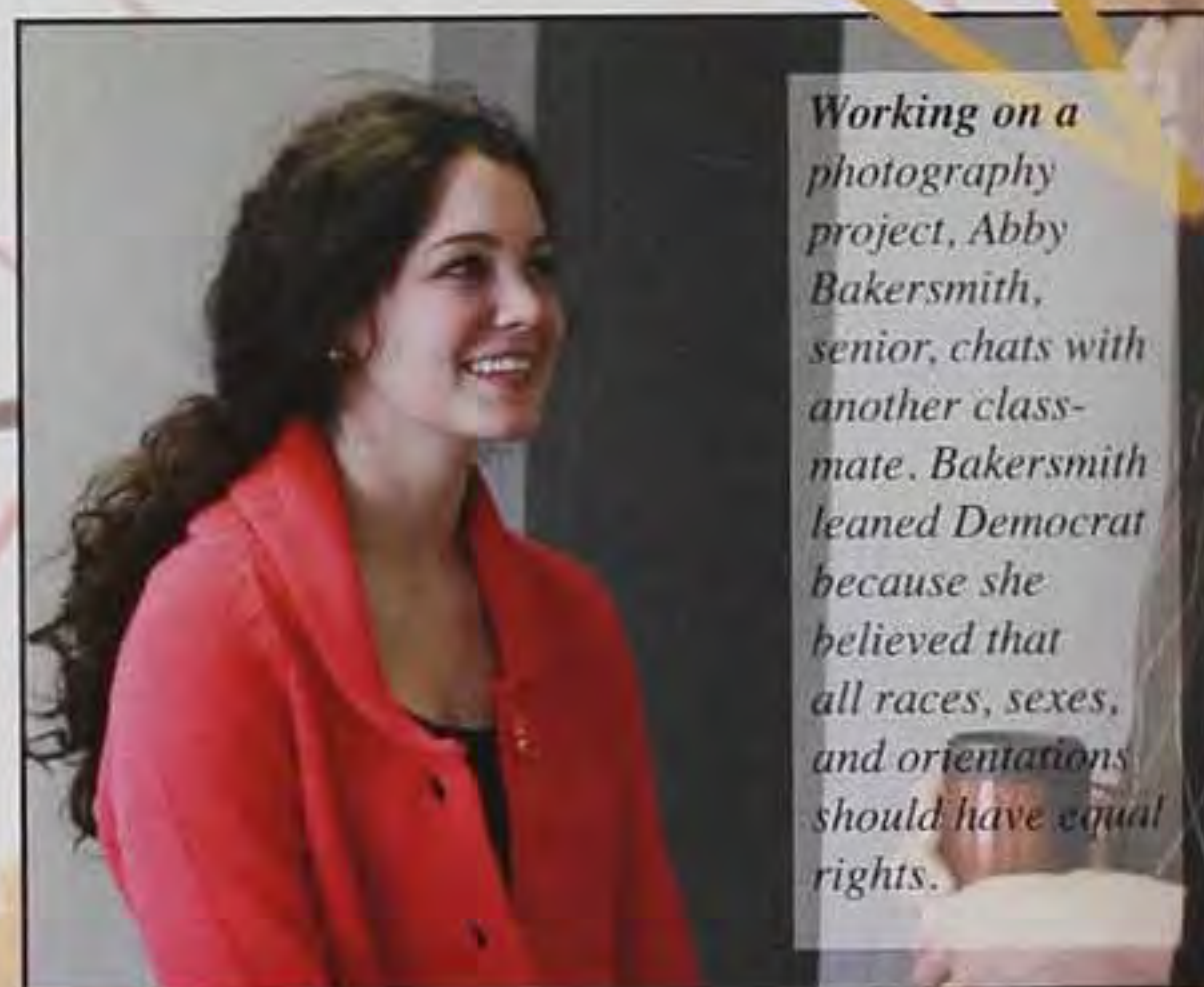 Working on a
photography
project, Abby
Bakersmith,
senior, chats with
another class-
mate. Bakersmith
leaned Democrat
because she
believed that
all races, sexes,
and orientations
should have equal
rights.